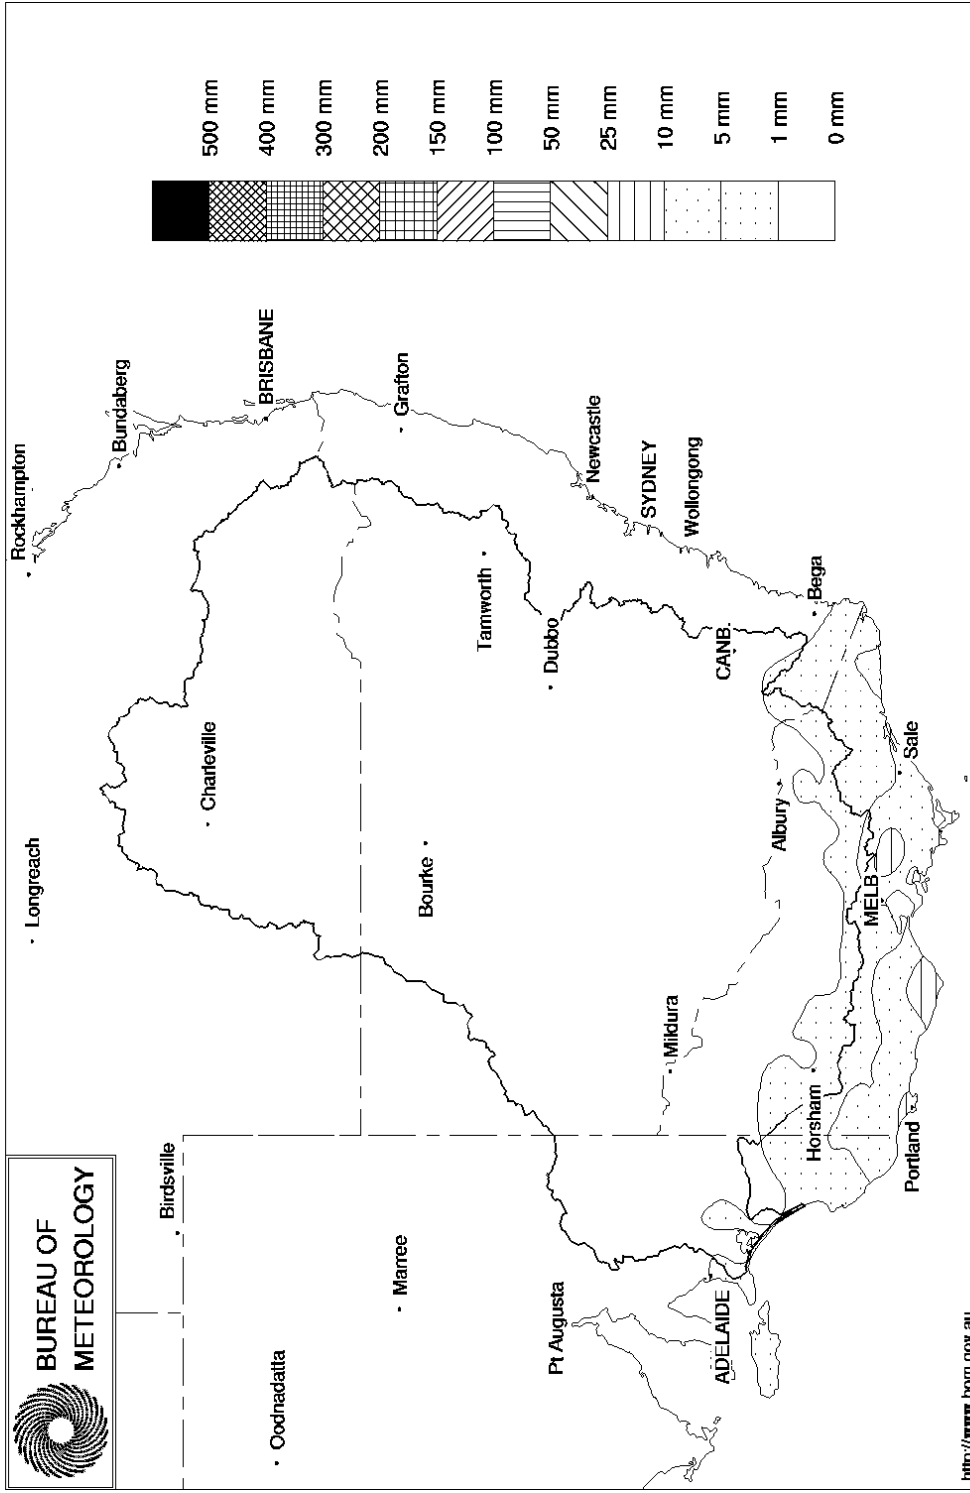 BUREAU OF
METEOROLOGY
Rockhampton
Longreach
Bundaberg
Birdsville
Charleville
BRISBANE
Oodnadatta
Marree
Bourke
Grafton
Tamworth
Dubbo
Newcastle
Pt Augusta
SYDNEY
Mildura
Wollongong
ADELAIDE
CANB.
Albury
Bega
Horsham
MELB
Sale
Portland
500 mm
400 mm
300 mm
200 mm
150 mm
100 mm
50 mm
25 mm
10 mm
5 mm
1 mm
0 mm
http://www.bom.gov.au